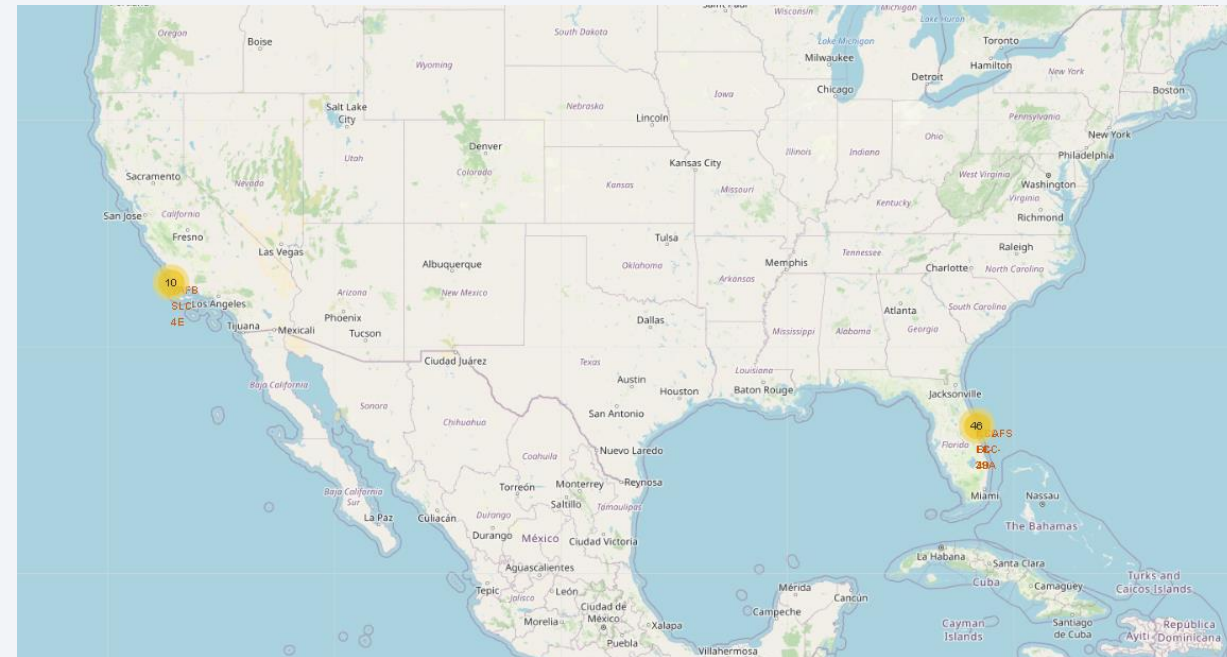 Wisconsin
Michigan
Lake Huron
Oregon
Boise
South Dakota
Toronto
Lake Michigan
Milwaukee
Hamilton
Wyoming
New York
Detroit
Chicago
Boston
Iowa
Salt Lake
City
Nebraska
Lincoln
Pennsylvania
New York
Ohio
Denver
Illinois
Indiana
Utah
Philadelphia
Kansas City
Colorado
Sacramento
West Virginia
Nevada
Kansas
Missouri
Washington
Virginia
Kentucky
San Jose
California
Richmond
Fresno
Tulsa
Las Vegas
Raleigh
Tennessee
Albuquerque
Oklahoma
Memphis
Charlotte
North Carolina
10
FB
Arkansas
Arizona
New Mexico
SLC-
Los Angeles
South Carolina
Atlanta
4E
Phoenix
Dallas
Tijuana
Mexicali
Tucson
Mississippi
Alabama
Georgia
Ciudad Juárez
Texas
Louisiana
Austin
Baja California
Houston
Baton Rouge
Jacksonville
Sonora
San Antonio
Chihuahua
46
AFS
Florida
Nuevo Laredo
Coahuila
Torreón
Monterrey
Reynosa
Baja California
Sur
Miami
Nassau
Saltillo
Tamaulipas
La Paz
Culiacán
Durango
The Bahamas
Durango
México
Ciudad Victoria
La Habana
Santa Clara
Aguascalientes
Turks and
Caicos Islands
Cuba
Camaguey
Tepic
Jalisco
León
Mérida
Cancún
Ciudad de
México
Campeche
Morelia
Xalapa
Cayman
Islands
Santiago
de Cuba
República
Dominicana
Ayiti
Puebla
Villahermosa